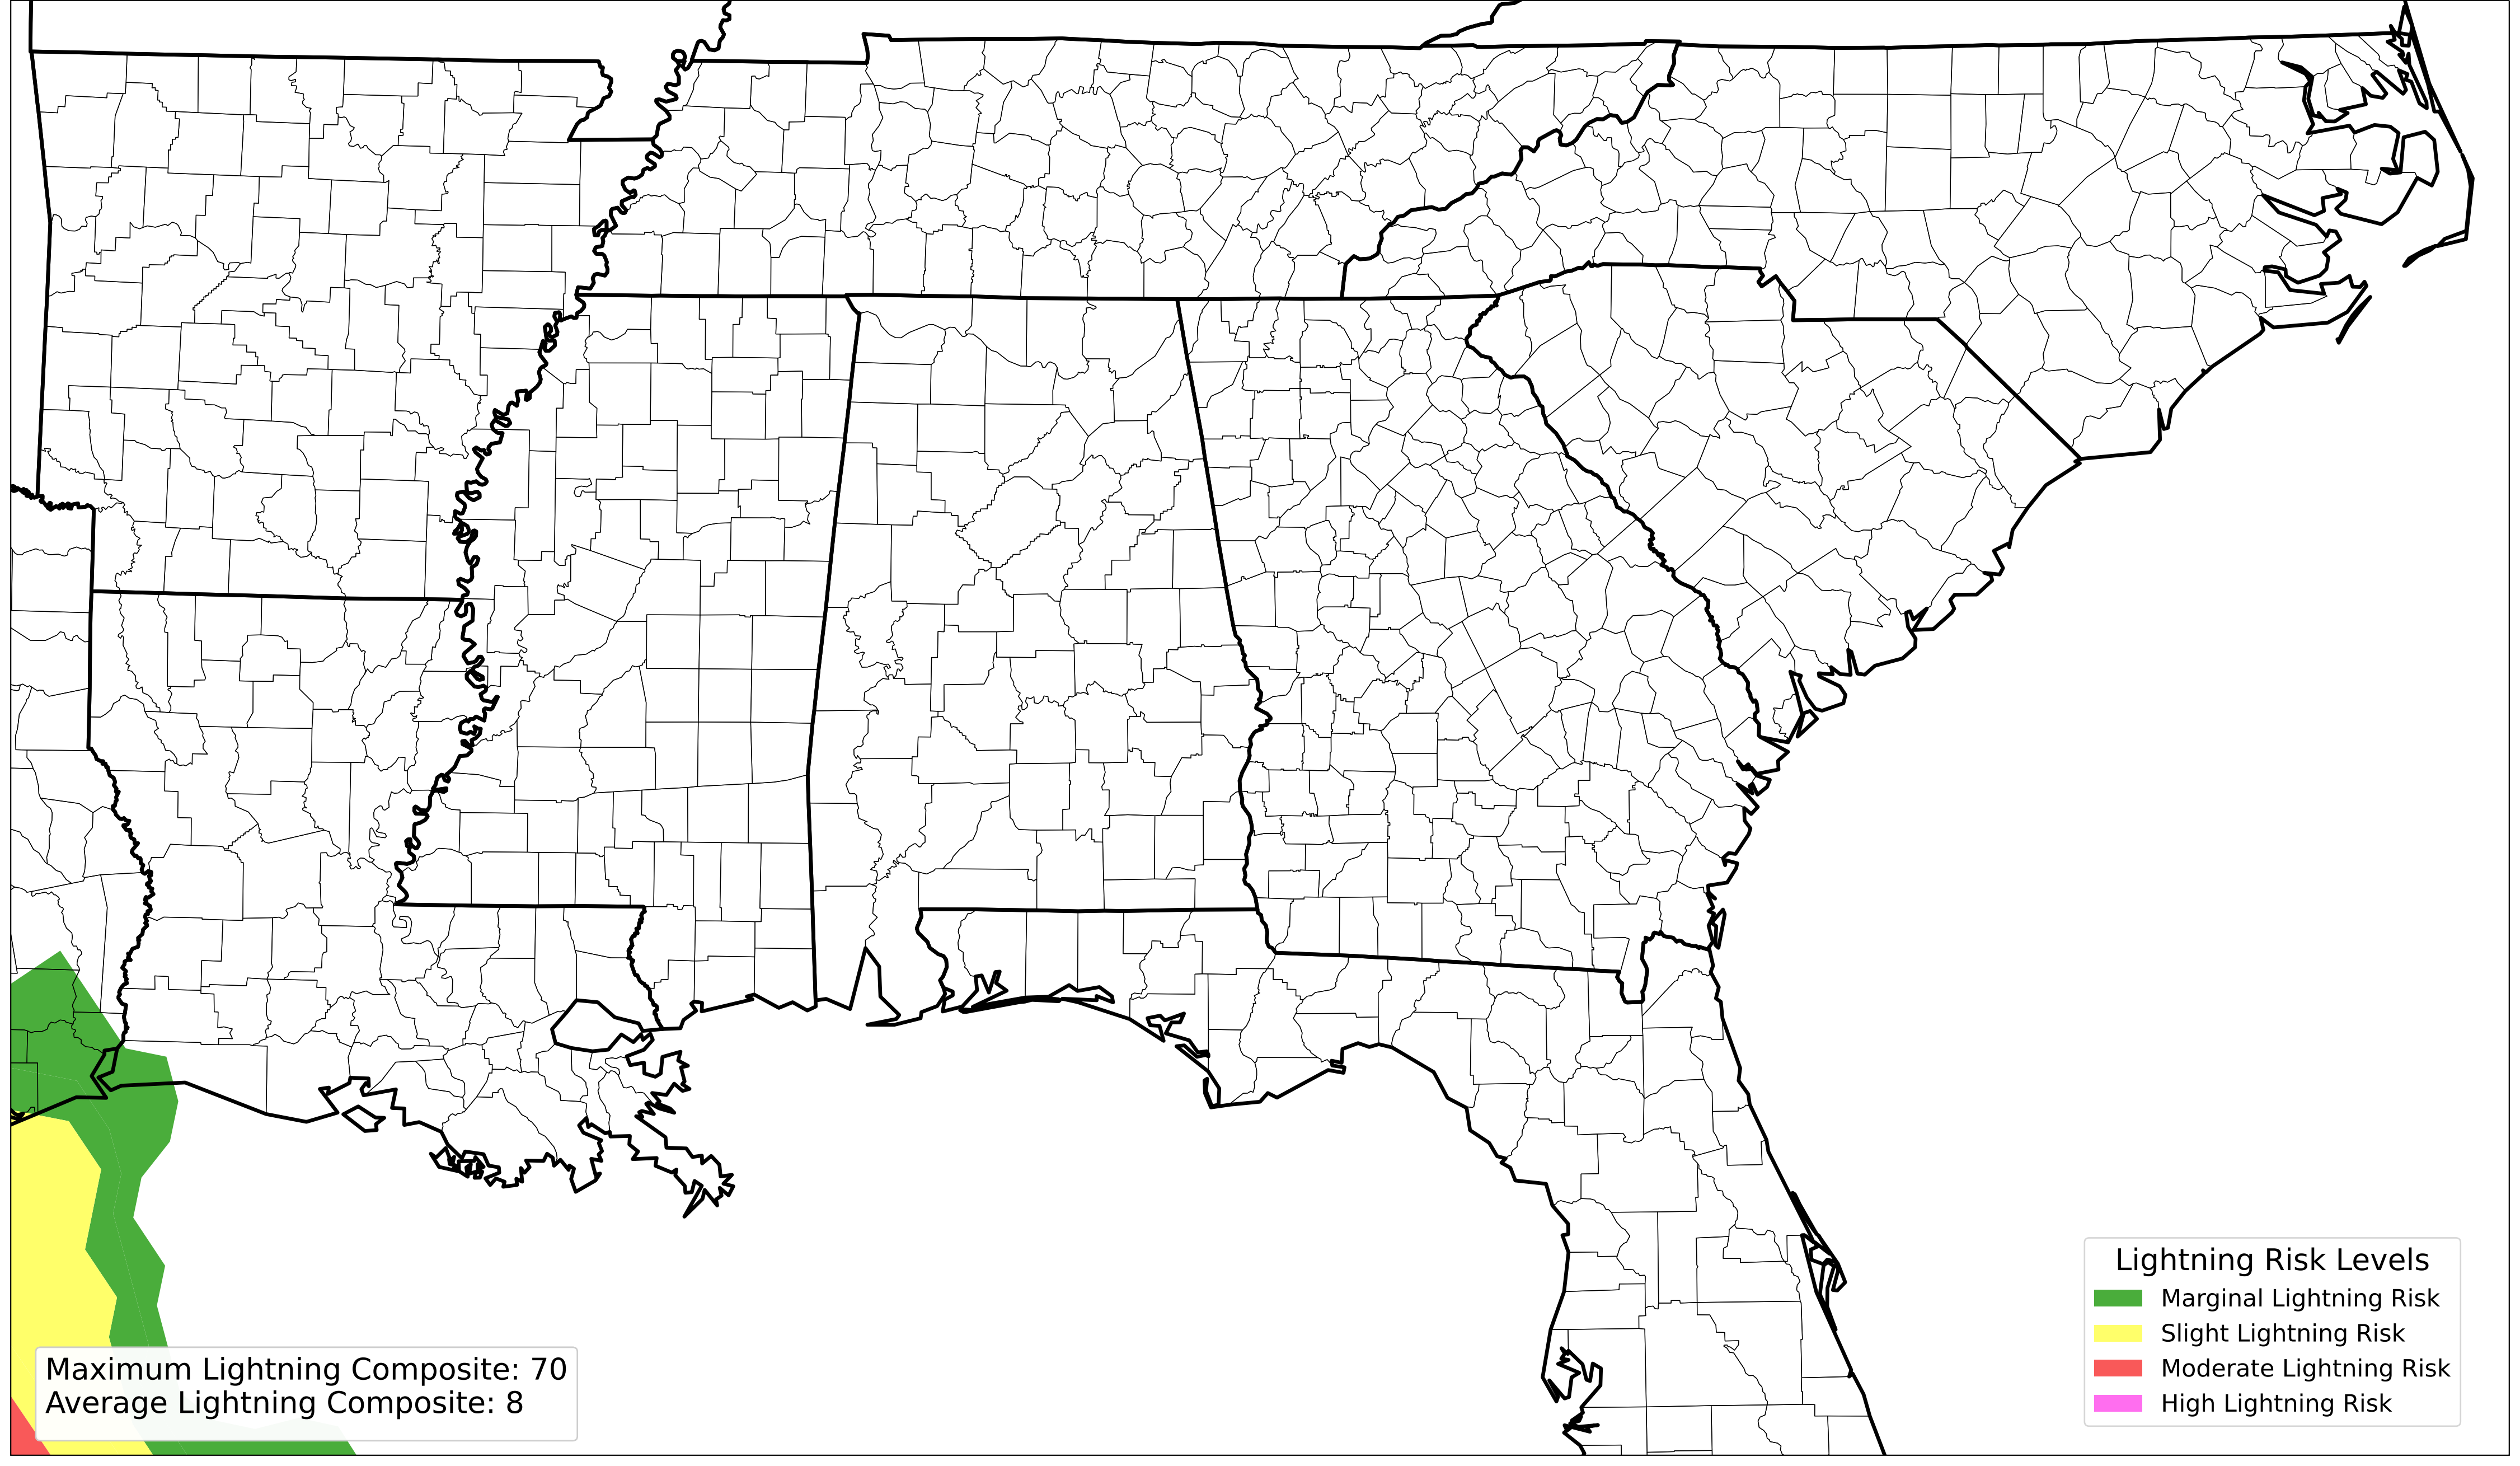 Lightning Risk Levels
Marginal Lightning Risk
Slight Lightning Risk
Moderate Lightning Risk
High Lightning Risk
Maximum Lightning Composite: 70
Average Lightning Composite: 8